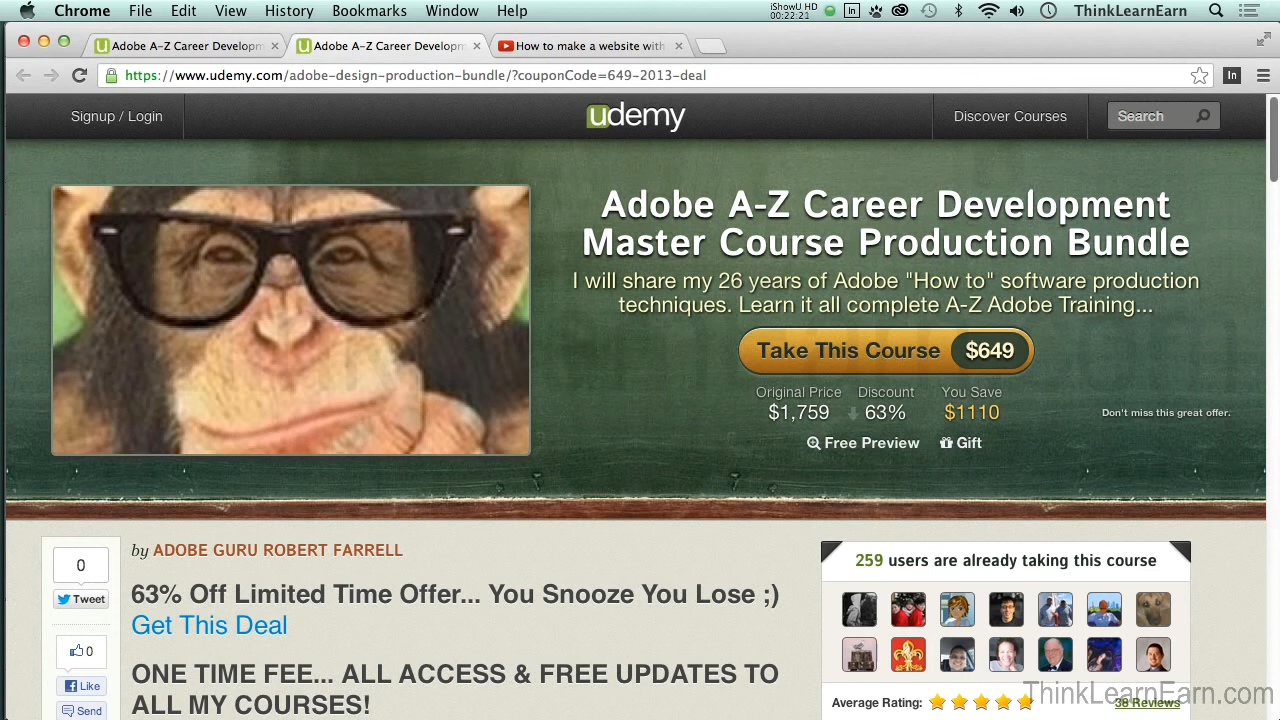 Chrome File Edit View History Bookmarks Window Help
iShowU HD
00:22:21
In
ThinkLearnEarn
Adobe A-Z Career Developm
Adobe A-Z Career Developm
How to make a website with
https://www.udemy.com/adobe-design-production-bundle/?couponCode=649-2013-deal
In
Signup / Login
udemy
Discover Courses
Search
Adobe A-Z Career Development
Master Course Production Bundle
I will share my 26 years of Adobe "How to" software production
techniques. Learn it all complete A-Z Adobe Training...
Take This Course $649
Original Price Discount You Save
$1,759 63% $1110
Don't miss this great offer.
Free Preview Gift
by ADOBE GURU ROBERT FARRELL
0
Tweet
63% Off Limited Time Offer... You Snooze You Lose ;)
Get This Deal
0
Like
Send
ONE TIME FEE... ALL ACCESS & FREE UPDATES TO
ALL MY COURSES!
259 users are already taking this course
Average Rating:
38 Reviews
ThinkLearnEarn.com